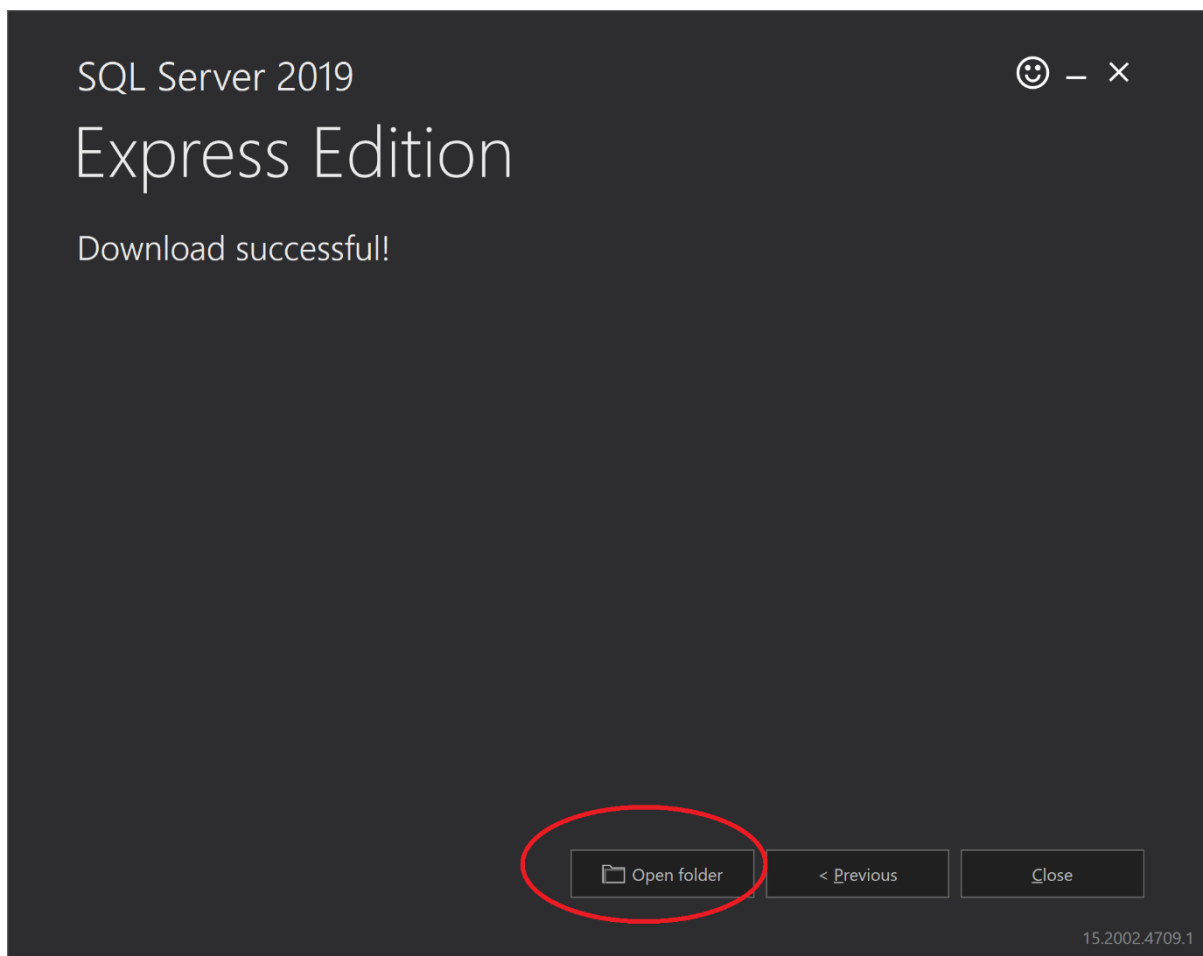 SQL Server 2019
Express Edition
Download successful!
Open folder
< Previous
Close
15.2002.4709.1